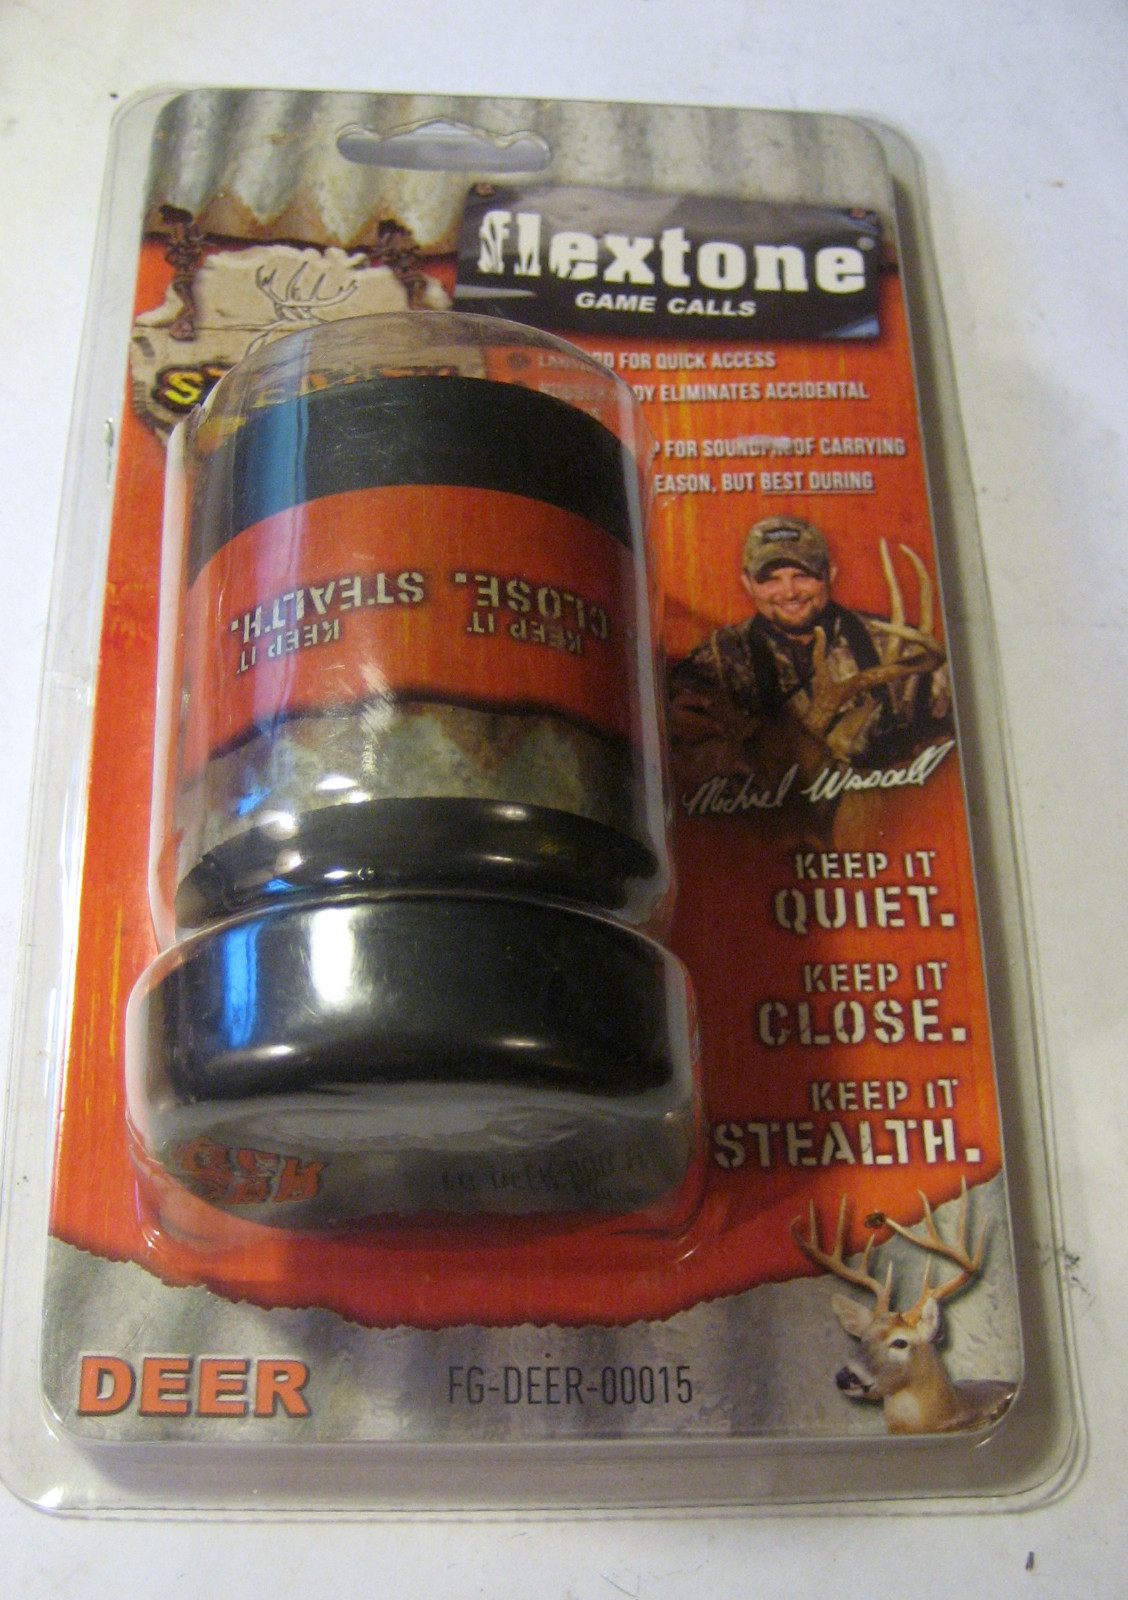 flextone®
GAME CALLS
FOR QUICK ACCESS
ELIMINATES ACCIDENTAL
FOR SOUNDPROOF CARRYING
EASON, BUT BEST DURING
KEEP IT
CLOSE.
KEEP IT
STEALTH.
Michael Waddell
KEEP IT
QUIET.
KEEP IT
CLOSE.
KEEP IT
STEALTH.
DEER
FG-DEER-00015